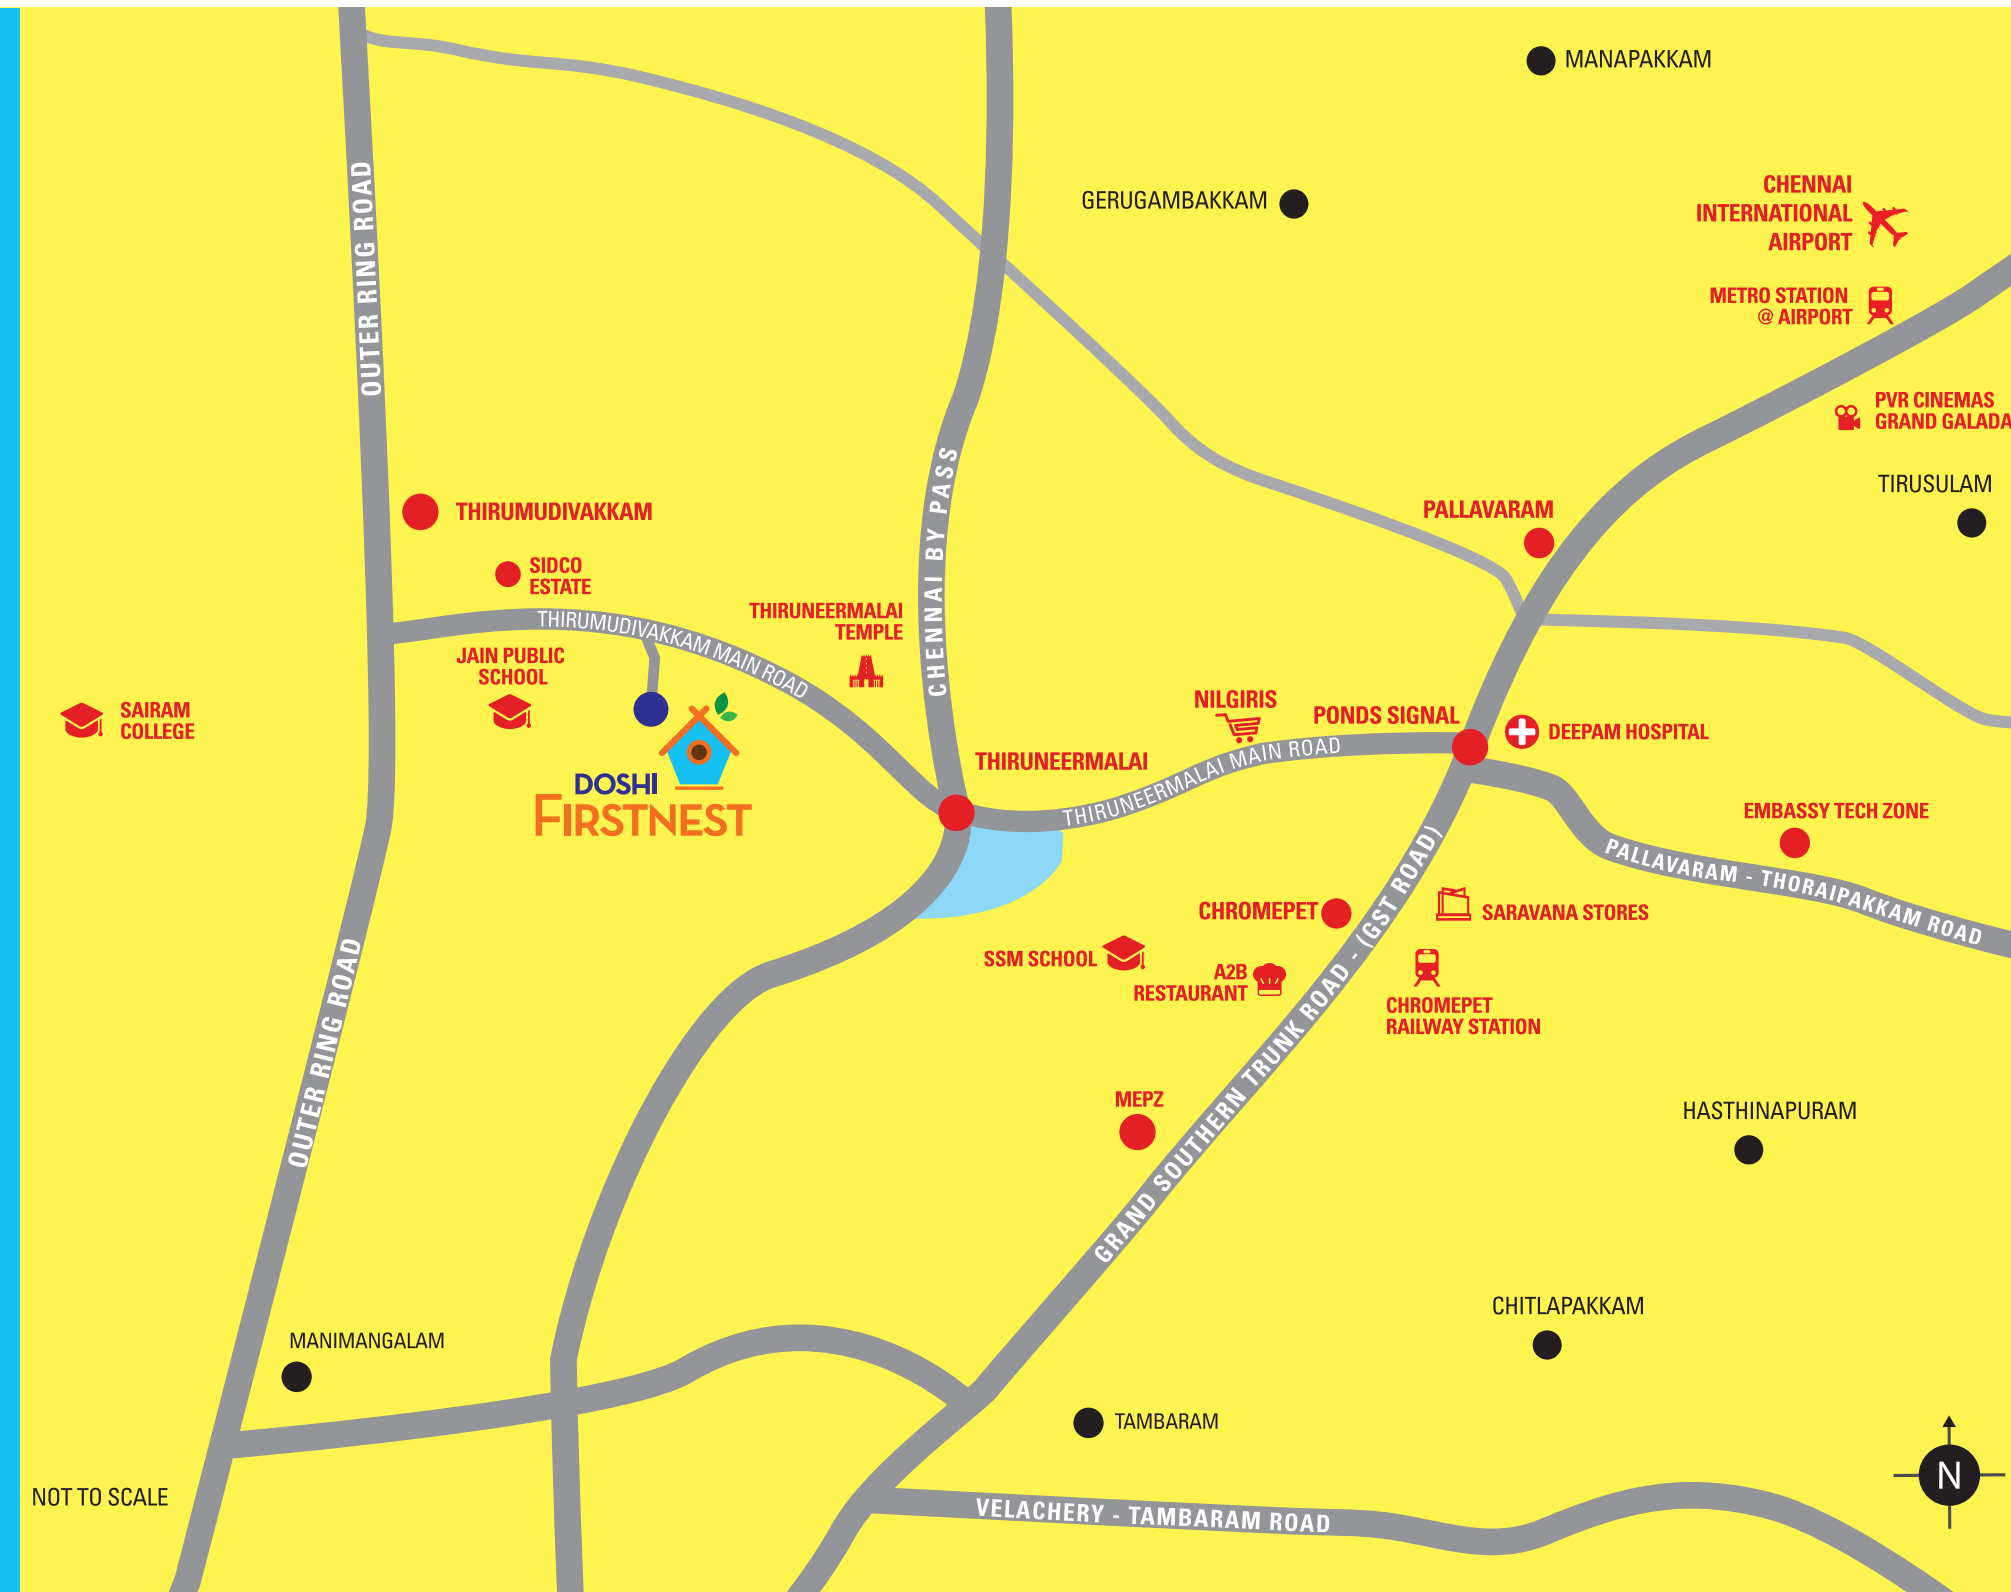 MANAPAKKAM
GERUGAMBAKKAM
CHENNAI
INTERNATIONAL
AIRPORT
METRO STATION
@ AIRPORT
PVR CINEMAS
GRAND GALADA
TIRUSULAM
OUTER RING ROAD
CHENNAI BY PASS
THIRUMUDIVAKKAM
PALLAVARAM
SIDCO
ESTATE
THIRUMUDIVAKKAM MAIN ROAD
THIRUNEERMALAI
TEMPLE
JAIN PUBLIC
SCHOOL
SAIRAM
COLLEGE
NILGIRIS
PONDS SIGNAL
DEEPAM HOSPITAL
THIRUNEERMALAI
THIRUNEERMALAI MAIN ROAD
DOSHI
FIRSTNEST
EMBASSY TECH ZONE
PALLAVARAM - THORAIPAKKAM ROAD
CHROMEPET
SARAVANA STORES
SSM SCHOOL
A2B
RESTAURANT
CHROMEPET
RAILWAY STATION
GRAND SOUTHERN TRUNK ROAD - (GST ROAD)
OUTER RING ROAD
MEPZ
HASTHINAPURAM
CHITLAPAKKAM
MANIMANGALAM
TAMBARAM
N
NOT TO SCALE
VELACHERY - TAMBARAM ROAD